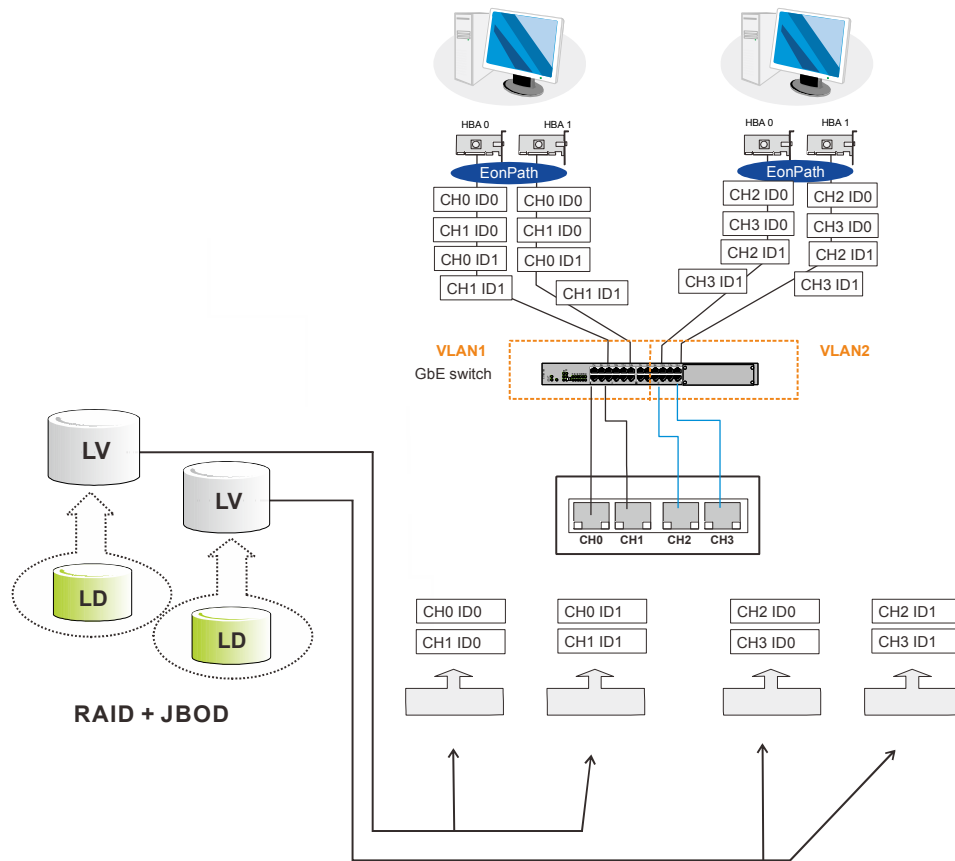 HBA 0
HBA 1
HBA 0
HBA 1
EonPath
EonPath
CH0 ID0
CH0 ID0
CH2 ID0
CH2 ID0
CH1 ID0
CH1 ID0
CH3 ID0
CH3 ID0
CH0 ID1
CH0 ID1
CH2 ID1
CH2 ID1
CH1 ID1
CH1 ID1
CH3 ID1
CH3 ID1
VLAN1
VLAN2
GbE switch
LV
LV
CH0
CH1
CH2
CH3
LD
LD
CH0 ID0
CH0 ID1
CH2 ID0
CH2 ID1
CH1 ID0
CH1 ID1
CH3 ID0
CH3 ID1
RAID + JBOD